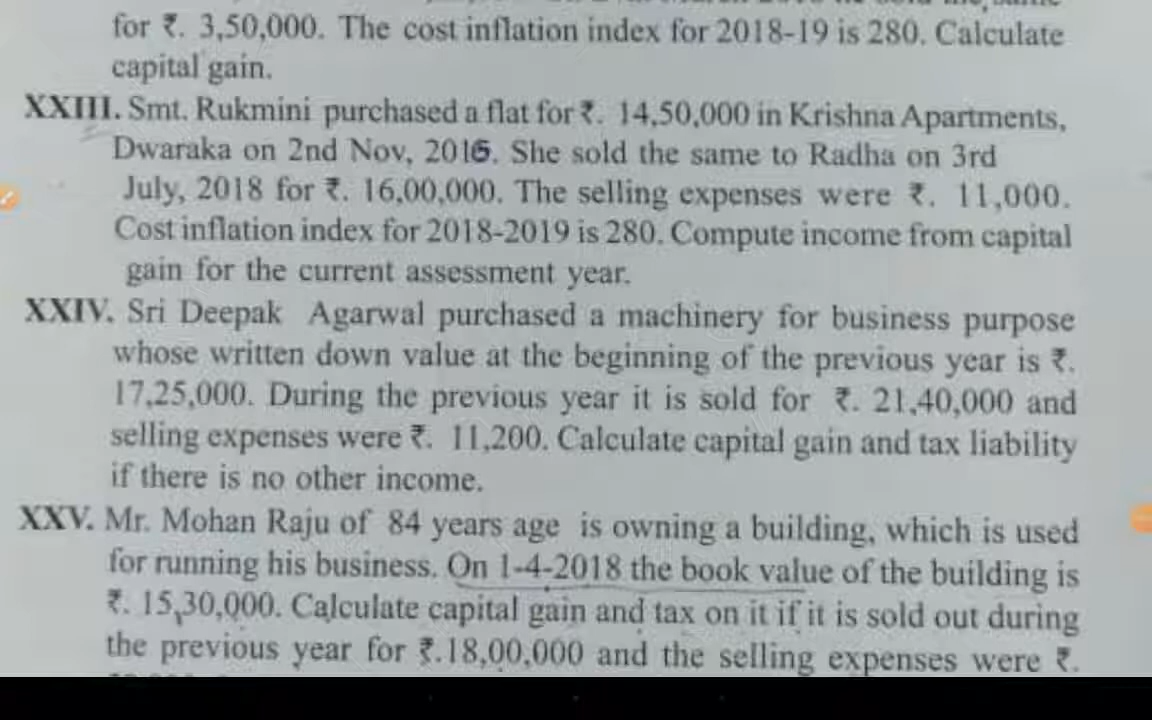 for ₹. 3,50,000. The cost inflation index for 2018-19 is 280. Calculate
capital gain.
XXIII. Smt. Rukmini purchased a flat for ₹. 14,50,000 in Krishna Apartments,
Dwaraka on 2nd Nov, 2016. She sold the same to Radha on 3rd
July, 2018 for ₹. 16,00,000. The selling expenses were ₹. 11,000.
Cost inflation index for 2018-2019 is 280. Compute income from capital
gain for the current assessment year.
XXIV. Sri Deepak Agarwal purchased a machinery for business purpose
whose written down value at the beginning of the previous year is ₹.
17,25,000. During the previous year it is sold for ₹. 21,40,000 and
selling expenses were ₹. 11,200. Calculate capital gain and tax liability
if there is no other income.
XXV. Mr. Mohan Raju of 84 years age is owning a building, which is used
for running his business. On 1-4-2018 the book value of the building is
₹. 15,30,000. Calculate capital gain and tax on it if it is sold out during
the previous year for ₹.18,00,000 and the selling expenses were ₹.